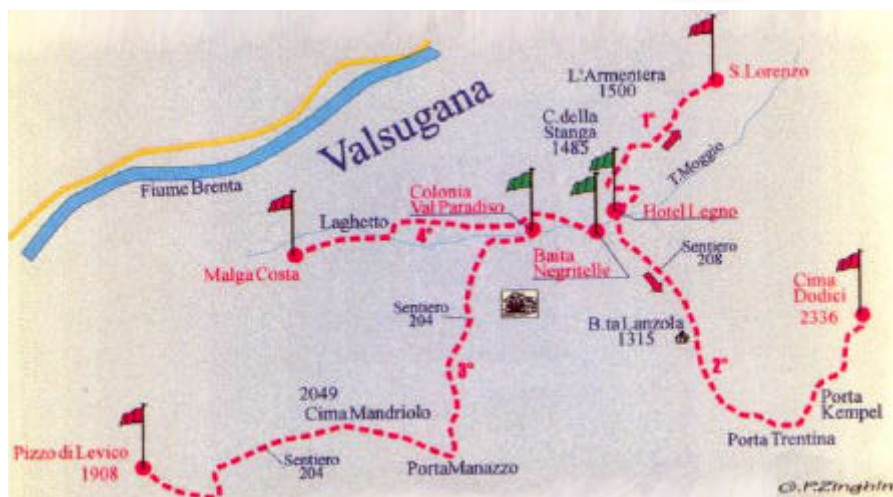 L'Armentera
1500
S. Lorenzo
C. della
Stanga
1485
1°
Valsugana
T. Moggio
Fiume Brenta
Colonia
Val Paradiso
Laghetto
4°
Hotel Legno
Malga Costa
Baita
Negritelle
Sentiero
208
Cima
Dodici
2336
Sentiero
204
B.ta Lanzola
1315
3°
2°
2049
Cima Mandriolo
Porta
Kempel
Pizzo di Levico
1908
Sentiero
204
Porta Manazzo
Porta Trentina